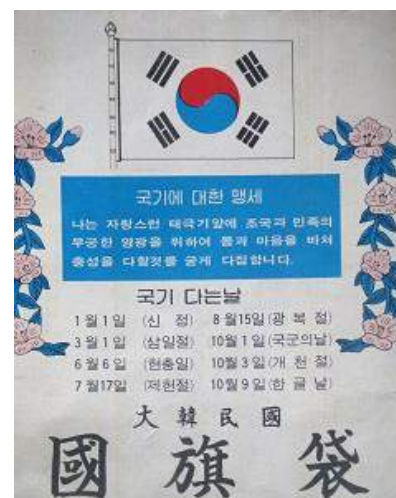 국기에 대한 맹세
나는 자랑스런 태극기앞에 조국과 민족의
무궁한 영광을 위하여 몸과 마음을 바쳐
충성을 다할것을 굳게 다짐합니다.
국기 다는날
1월1일 (신 정) 8월15일(광 복 절)
3월1일 (삼일절) 10월1일(국군의날)
6월6일 (현충일) 10월3일(개 천 절)
7월17일 (제헌절) 10월9일(한 글 날)
大韓民國
國旗袋